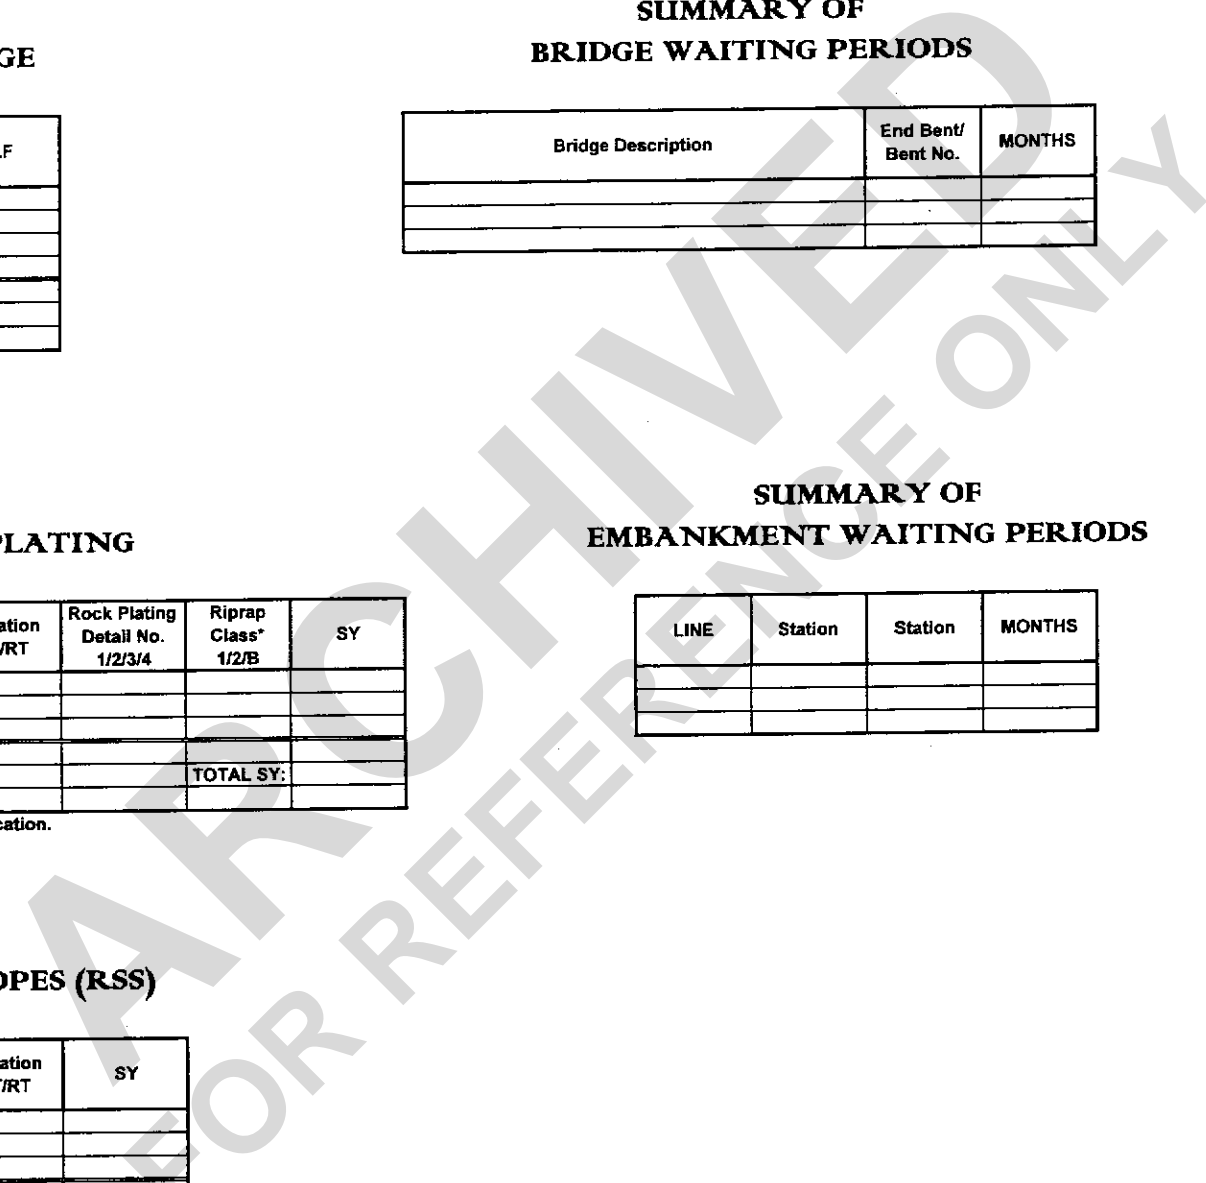 SUMMARY OF
BRIDGE WAITING PERIODS
GE
LF
Bridge Description
End Bent/
Bent No.
MONTHS
SUMMARY OF
EMBANKMENT WAITING PERIODS
PLATING
ation
/RT
Rock Plating
Detail No.
1/2/3/4
Riprap
Class*
1/2/B
SY
TOTAL SY:
cation.
LINE
Station
Station
MONTHS
OPES (RSS)
ation
T/RT
SY
ARCHIVED
FOR REFERENCE ONLY